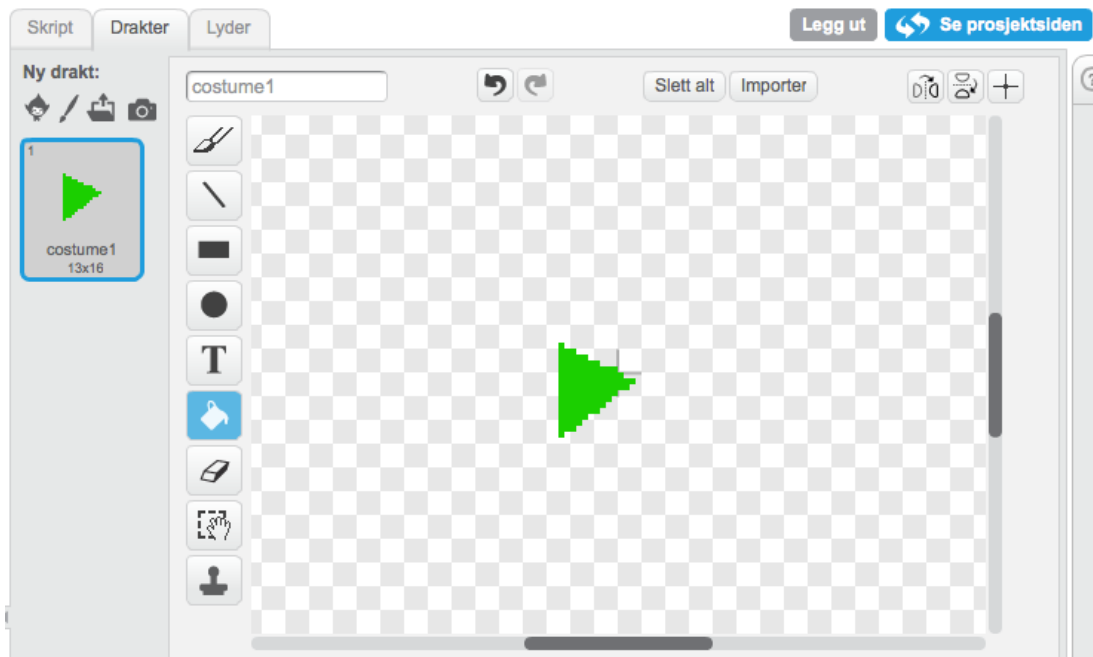 Skript Drakter Lyder
Legg ut Se prosjektsiden
Ny drakt:
costume1
Slett alt Importer
1
costume1
13x16
T